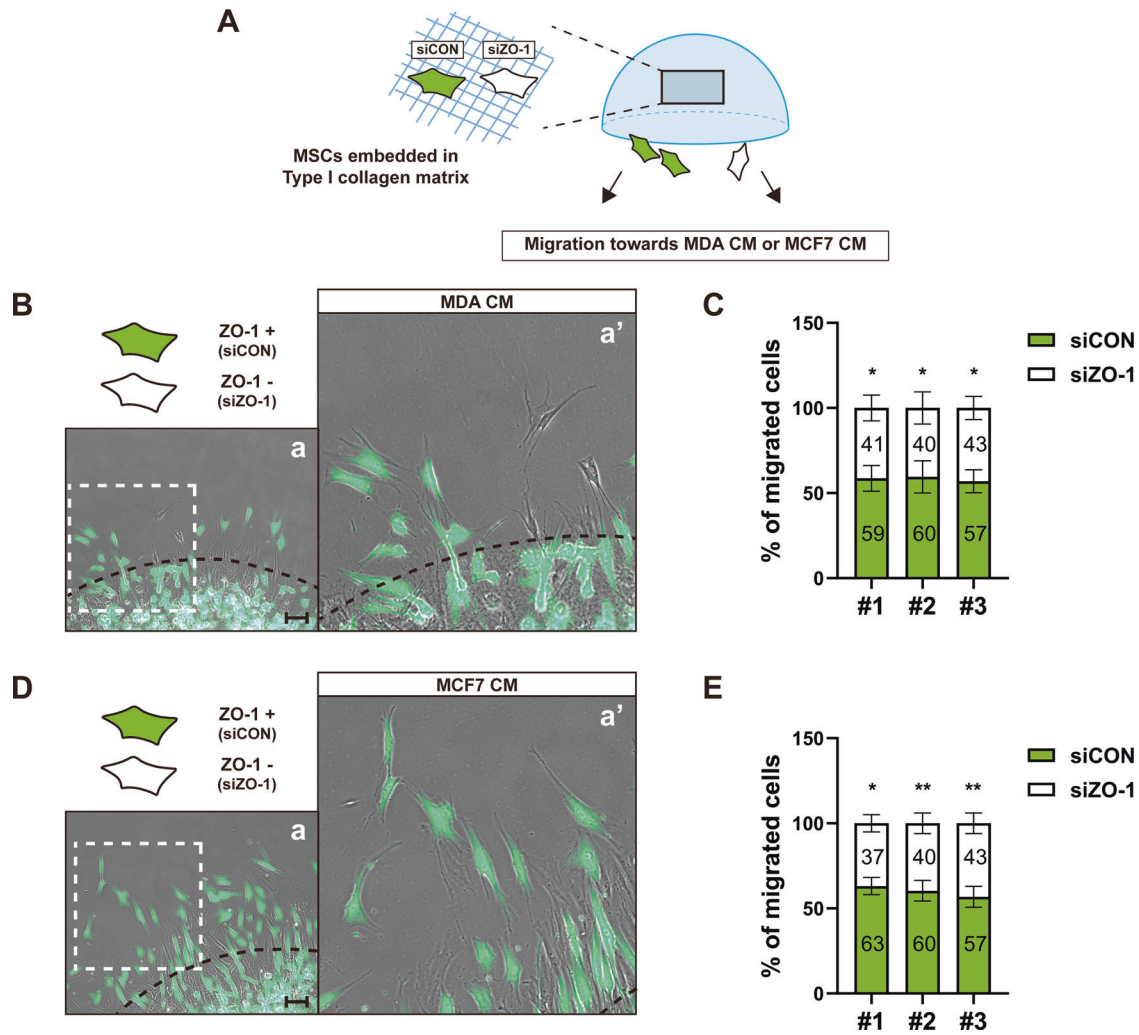 A
siCON
siZO-1
MSCs embedded in
Type I collagen matrix
Migration towards MDA CM or MCF7 CM
B
ZO-1 +
(siCON)
ZO-1 -
(siZO-1)
a
MDA CM
a’
C
% of migrated cells
150
100
50
0
* * *
41 40 43
59 60 57
#1 #2 #3
siCON
siZO-1
D
ZO-1 +
(siCON)
ZO-1 -
(siZO-1)
a
MCF7 CM
a’
E
% of migrated cells
150
100
50
0
* ** **
37 40 43
63 60 57
#1 #2 #3
siCON
siZO-1